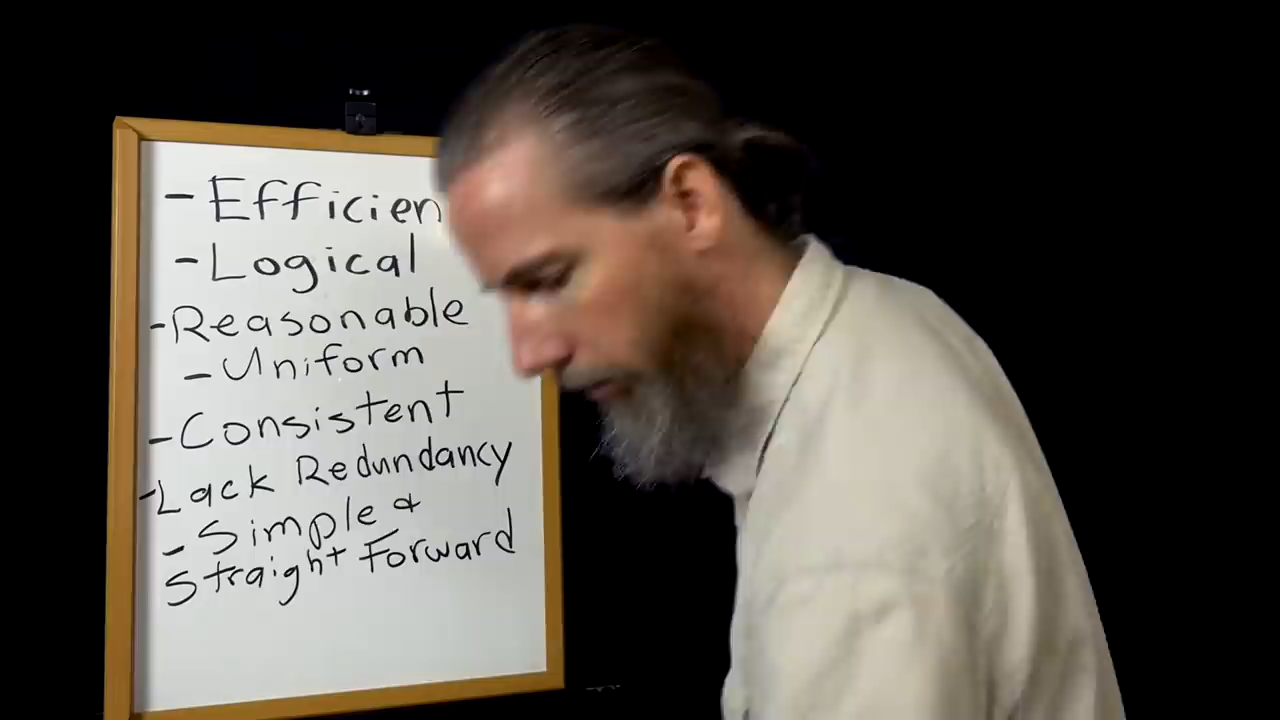 - Efficien
- Logical
- Reasonable
- Uniform
- Consistent
- Lack Redundancy
- Simple &
Straight Forward